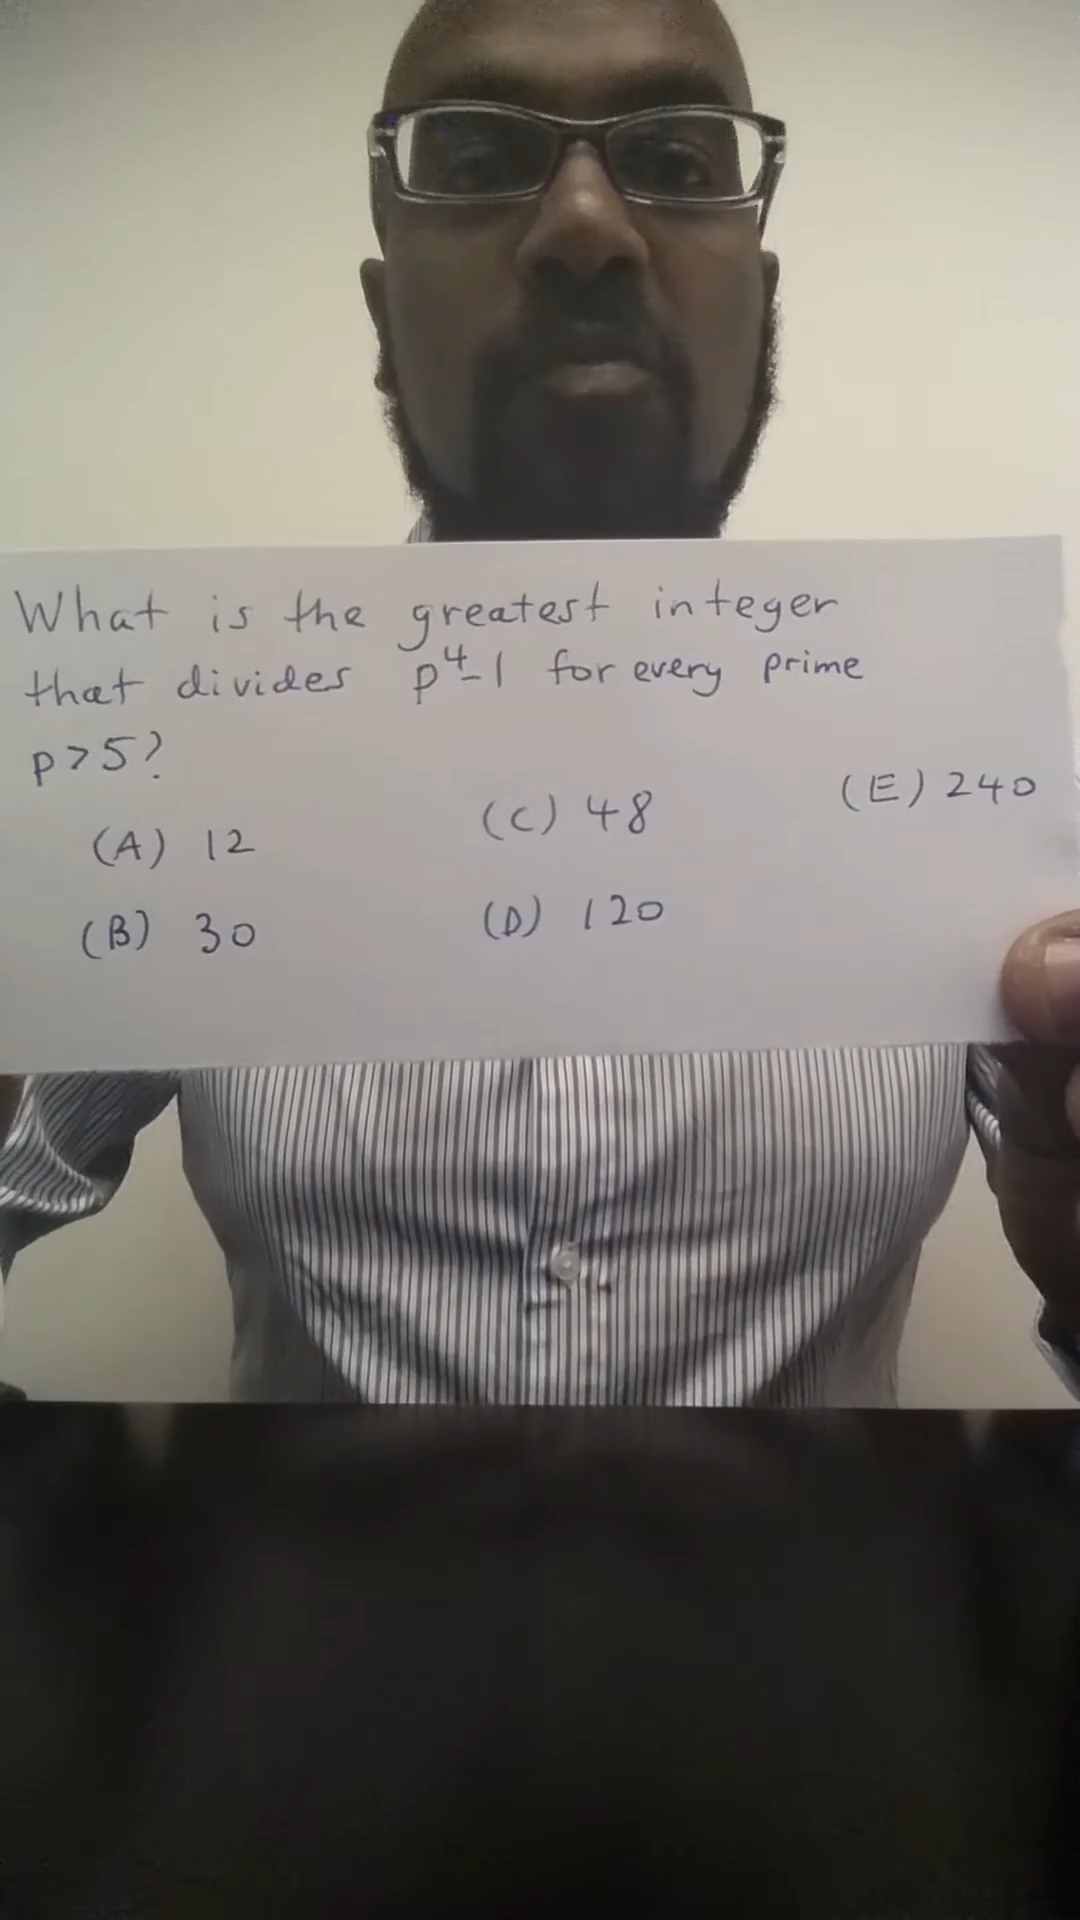 What is the greatest integer
that divides p⁴-1 for every prime
p>5?
(A) 12
(B) 30
(C) 48
(D) 120
(E) 240